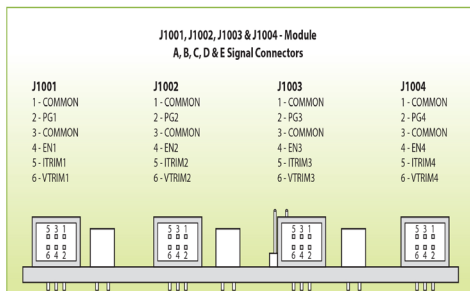 J1001, J1002, J1003 & J1004 - Module
A, B, C, D & E Signal Connectors
J1001
1 - COMMON
2 - PG1
3 - COMMON
4 - EN1
5 - ITRIM1
6 - VTRIM1
J1002
1 - COMMON
2 - PG2
3 - COMMON
4 - EN2
5 - ITRIM2
6 - VTRIM2
J1003
1 - COMMON
2 - PG3
3 - COMMON
4 - EN3
5 - ITRIM3
6 - VTRIM3
J1004
1 - COMMON
2 - PG4
3 - COMMON
4 - EN4
5 - ITRIM4
6 - VTRIM4
5 3 1
6 4 2
5 3 1
6 4 2
5 3 1
6 4 2
5 3 1
6 4 2